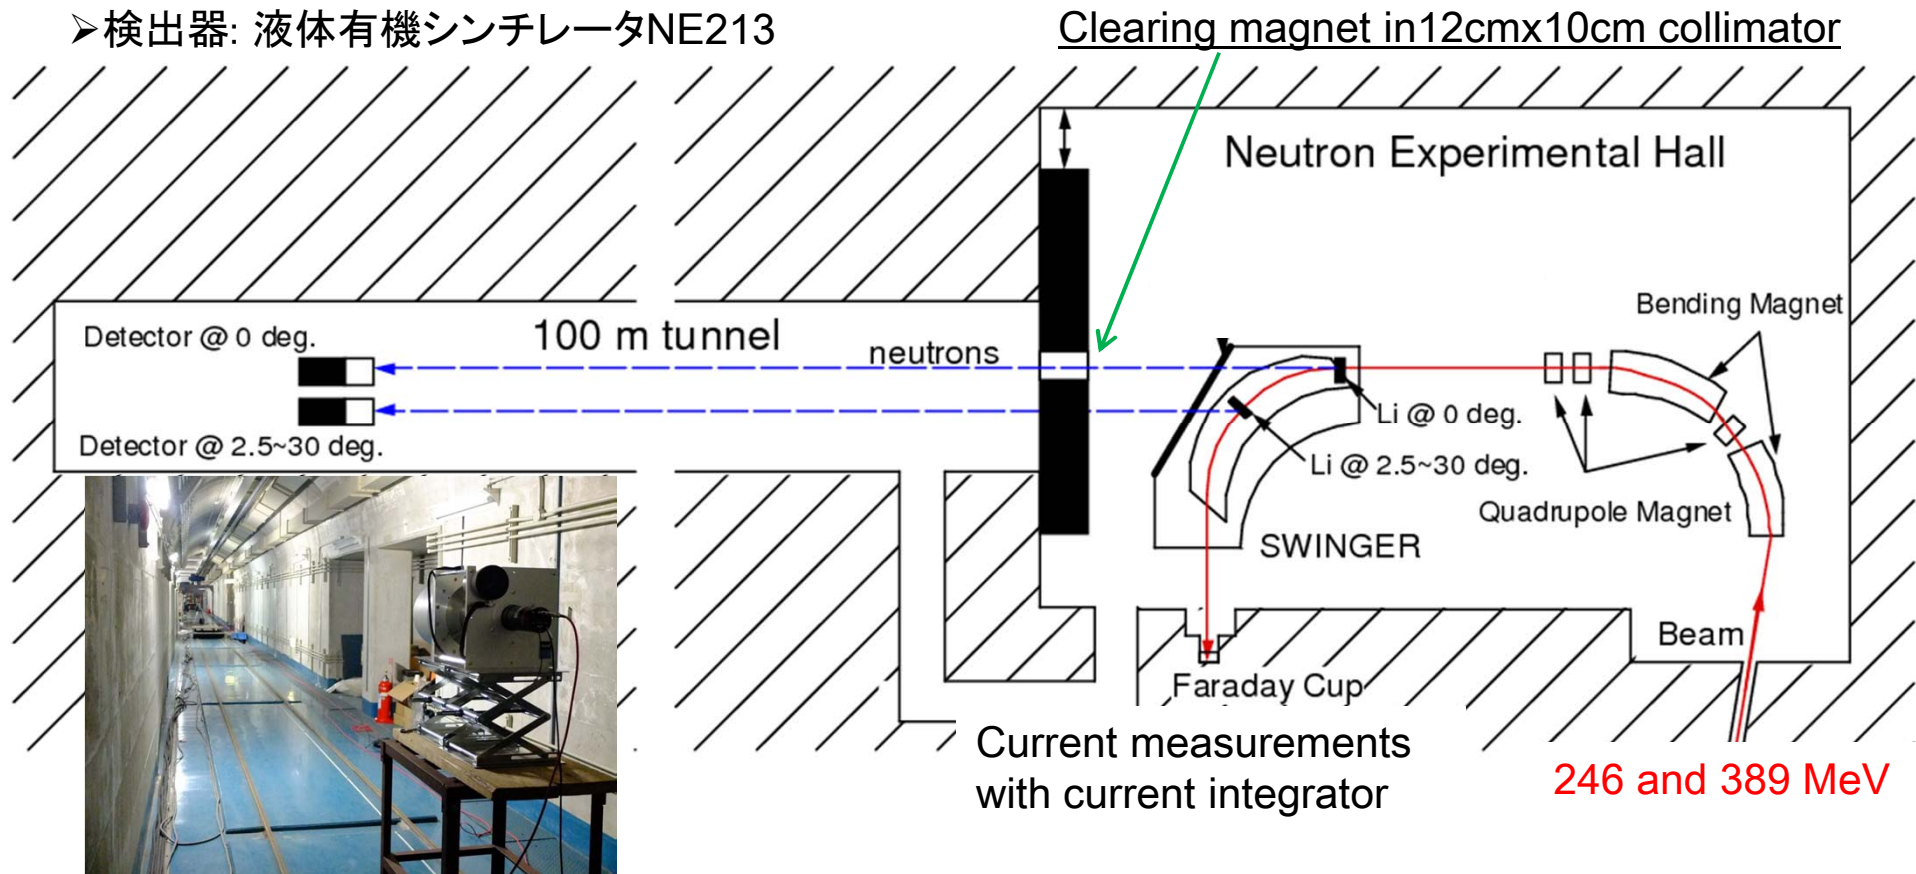 ➢検出器: 液体有機シンチレータNE213
Clearing magnet in12cmx10cm collimator
Neutron Experimental Hall
Bending Magnet
Detector @ 0 deg.
100 m tunnel
neutrons
Li @ 0 deg.
Detector @ 2.5~30 deg.
Li @ 2.5~30 deg.
Quadrupole Magnet
SWINGER
Beam
Faraday Cup
Current measurements
with current integrator
246 and 389 MeV